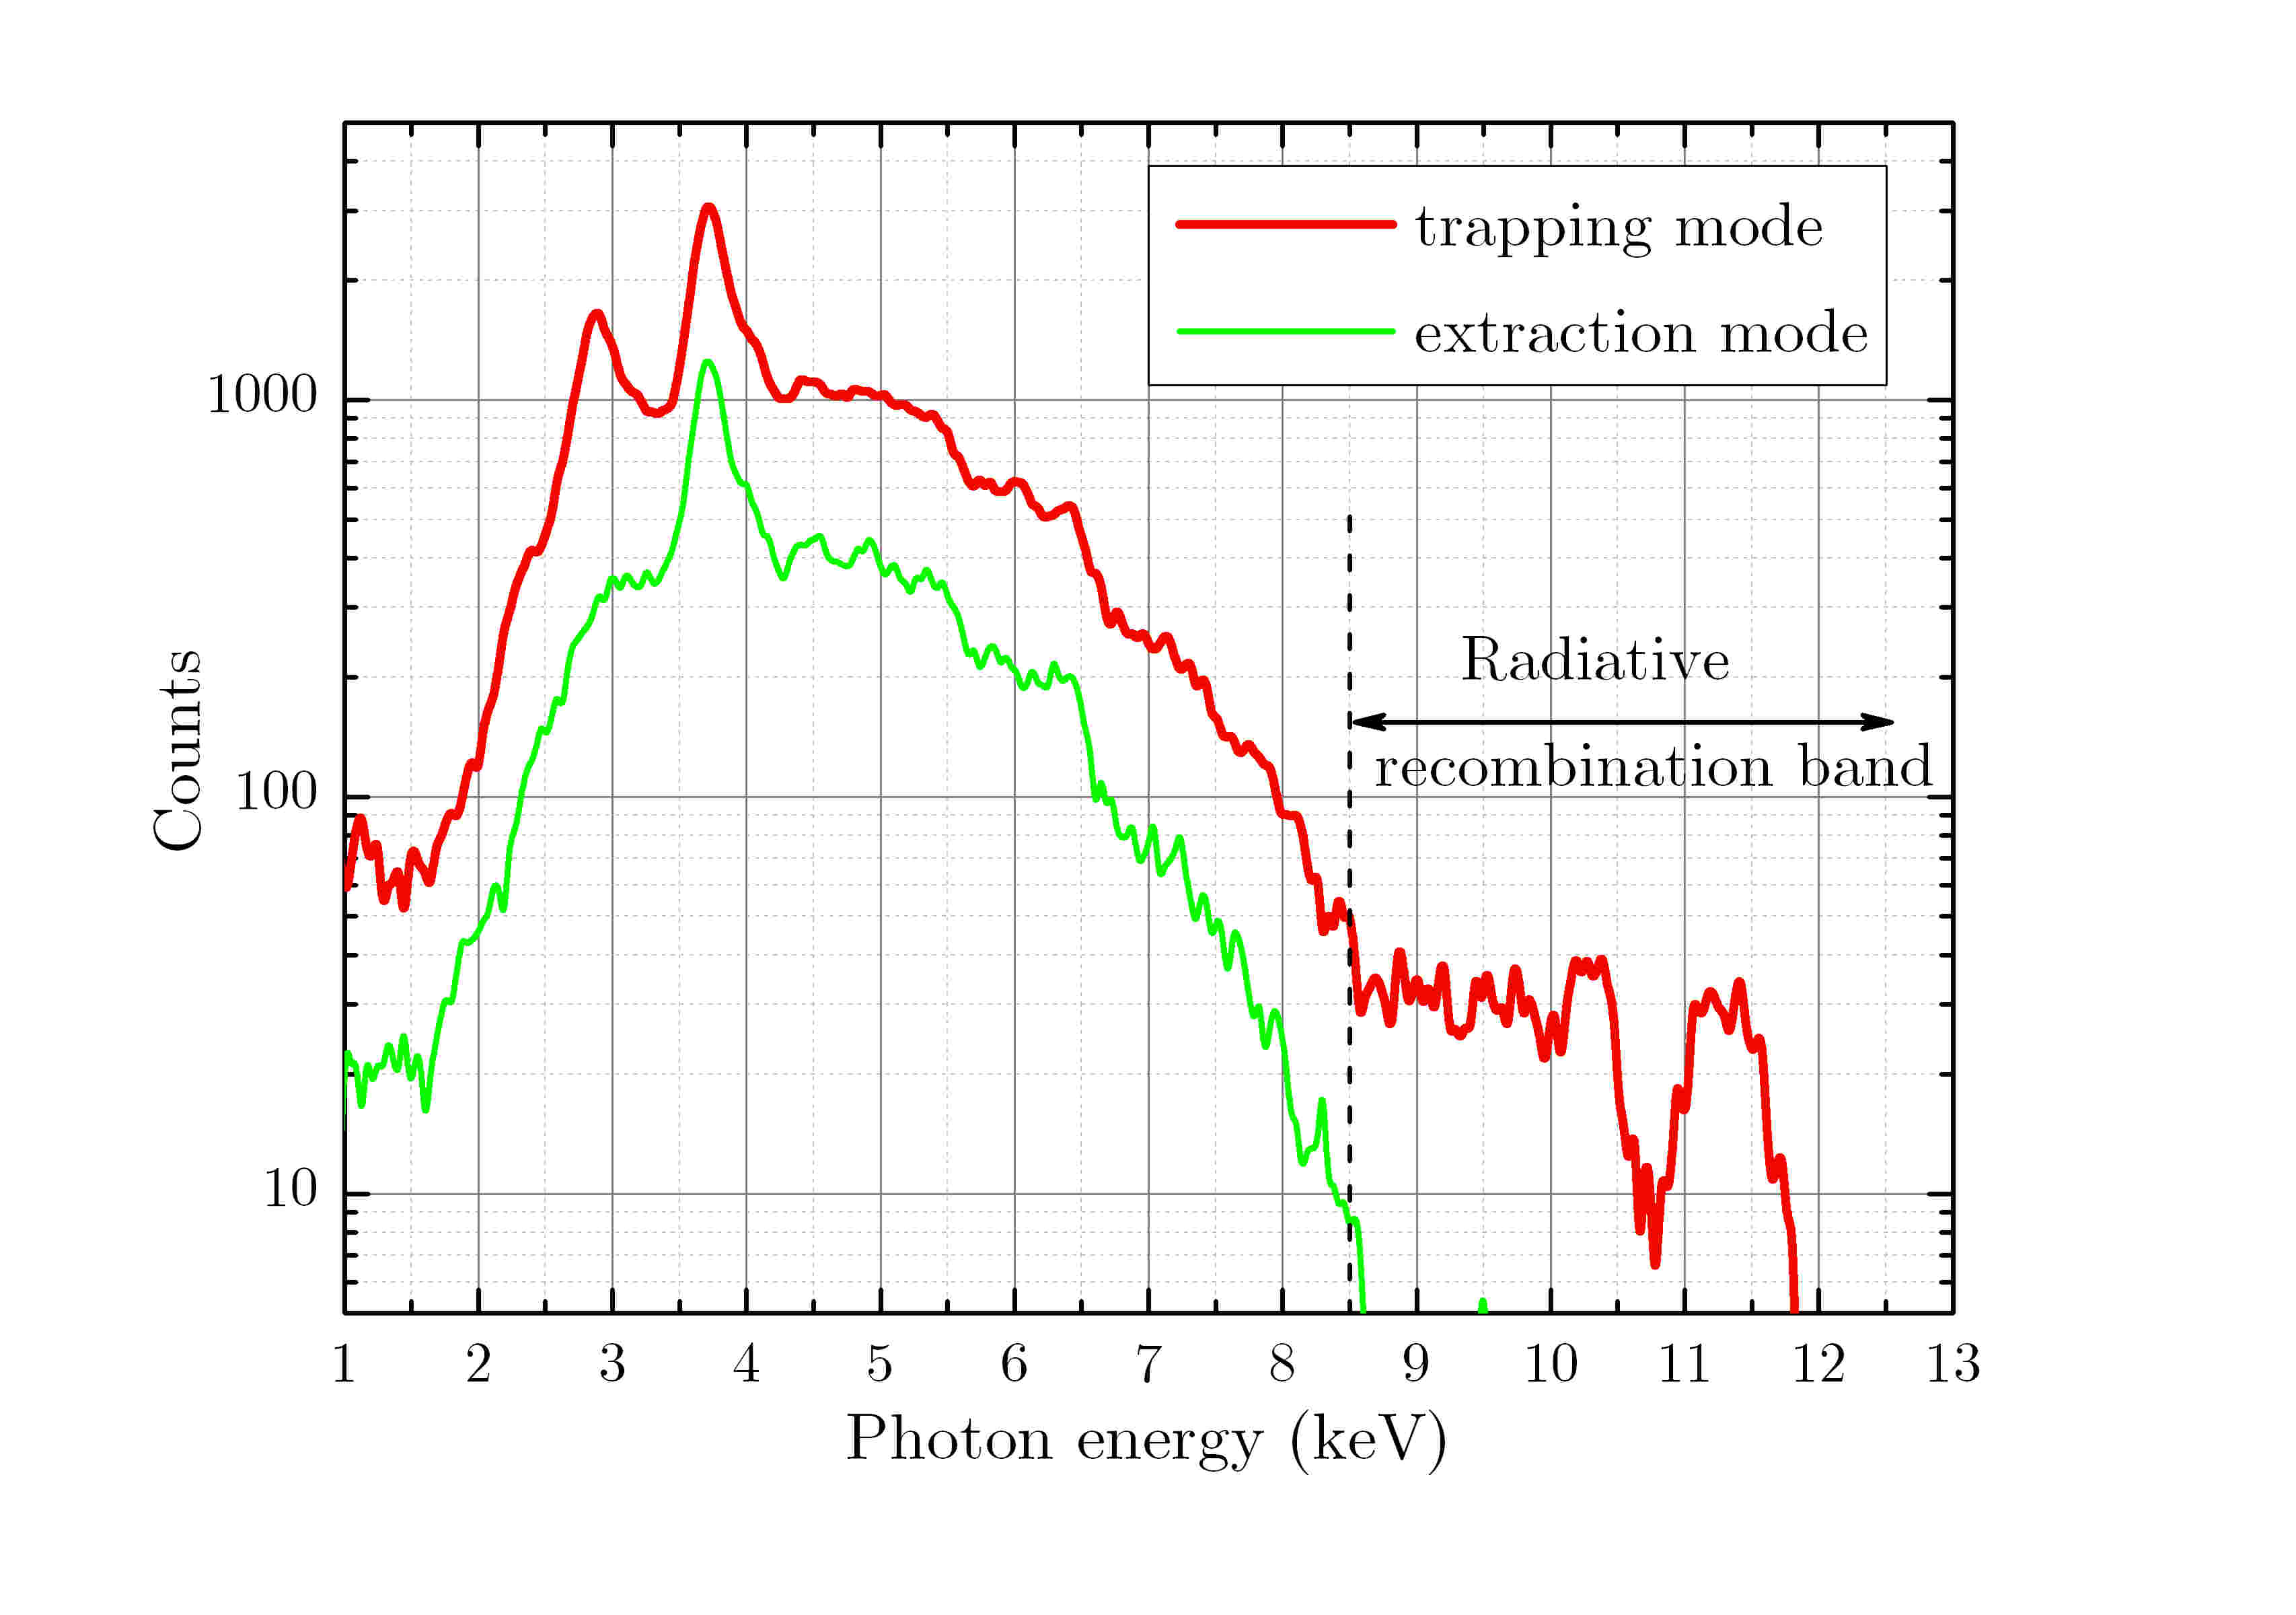 trapping mode
extraction mode
1000
100
10
Counts
Radiative
recombination band
1 2 3 4 5 6 7 8 9 10 11 12 13
Photon energy (keV)